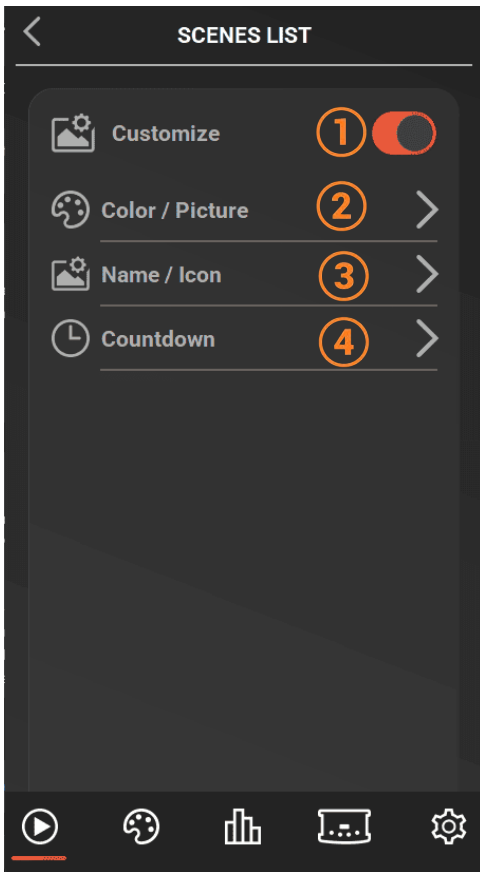 SCENES LIST
Customize 1
Color / Picture 2
Name / Icon 3
Countdown 4